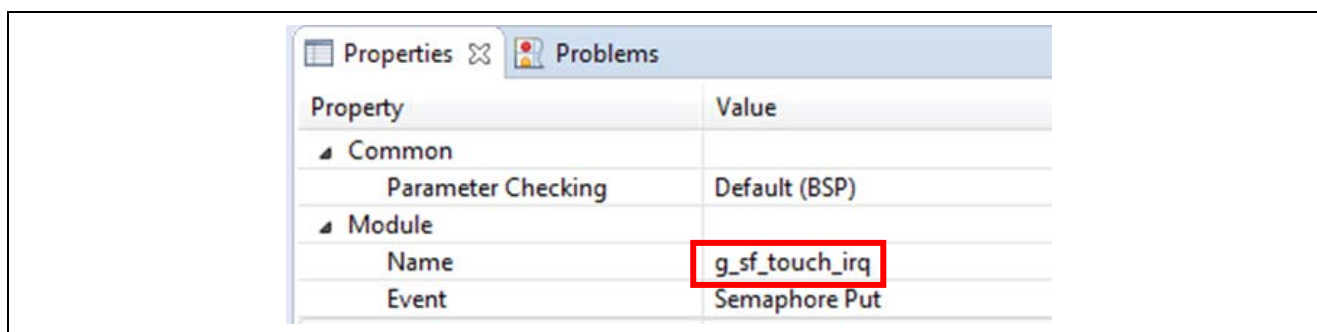 Properties Problems
Property Value
Common
Parameter Checking Default (BSP)
Module
Name g_sf_touch_irq
Event Semaphore Put